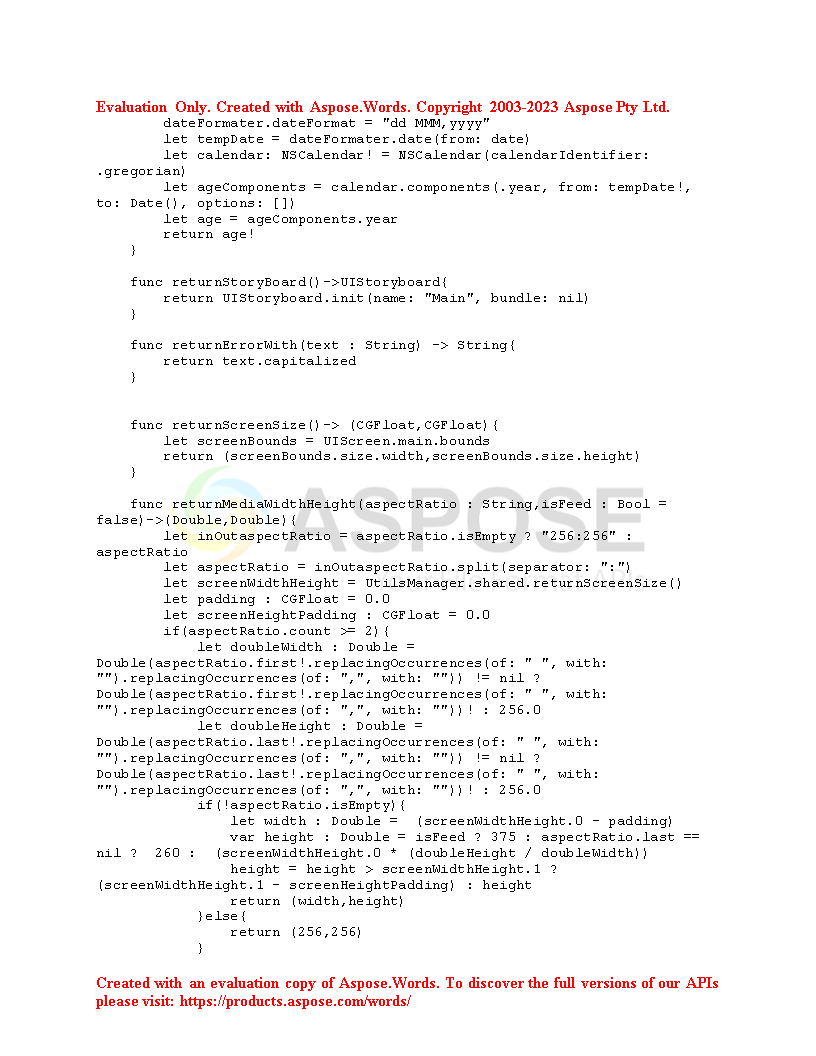 Evaluation Only. Created with Aspose.Words. Copyright 2003-2023 Aspose Pty Ltd.
        dateFormater.dateFormat = "dd MMM,yyyy"
        let tempDate = dateFormater.date(from: date)
        let calendar: NSCalendar! = NSCalendar(calendarIdentifier:
.gregorian)
        let ageComponents = calendar.components(.year, from: tempDate!,
to: Date(), options: [])
        let age = ageComponents.year
        return age!
    }

    func returnStoryBoard()->UIStoryboard{
        return UIStoryboard.init(name: "Main", bundle: nil)
    }

    func returnErrorWith(text : String) -> String{
        return text.capitalized
    }

    func returnScreenSize()-> (CGFloat,CGFloat){
        let screenBounds = UIScreen.main.bounds
        return (screenBounds.size.width,screenBounds.size.height)
    }

    func returnMediaWidthHeight(aspectRatio : String,isFeed : Bool =
false)->(Double,Double){
ASPOSE
        let inOutaspectRatio = aspectRatio.isEmpty ? "256:256" :
aspectRatio
        let aspectRatio = inOutaspectRatio.split(separator: ":")
        let screenWidthHeight = UtilsManager.shared.returnScreenSize()
        let padding : CGFloat = 0.0
        let screenHeightPadding : CGFloat = 0.0
        if(aspectRatio.count >= 2){
            let doubleWidth : Double =
Double(aspectRatio.first!.replacingOccurrences(of: " ", with:
"").replacingOccurrences(of: ",", with: "")) != nil ?
Double(aspectRatio.first!.replacingOccurrences(of: " ", with:
"").replacingOccurrences(of: ",", with: ""))! : 256.0
            let doubleHeight : Double =
Double(aspectRatio.last!.replacingOccurrences(of: " ", with:
"").replacingOccurrences(of: ",", with: "")) != nil ?
Double(aspectRatio.last!.replacingOccurrences(of: " ", with:
"").replacingOccurrences(of: ",", with: ""))! : 256.0
            if(!aspectRatio.isEmpty){
                let width : Double =  (screenWidthHeight.0 - padding)
                var height : Double = isFeed ? 375 : aspectRatio.last ==
nil ?  260 :  (screenWidthHeight.0 * (doubleHeight / doubleWidth))
                height = height > screenWidthHeight.1 ?
(screenWidthHeight.1 - screenHeightPadding) : height
                return (width,height)
            }else{
                return (256,256)
            }
Created with an evaluation copy of Aspose.Words. To discover the full versions of our APIs
please visit: https://products.aspose.com/words/